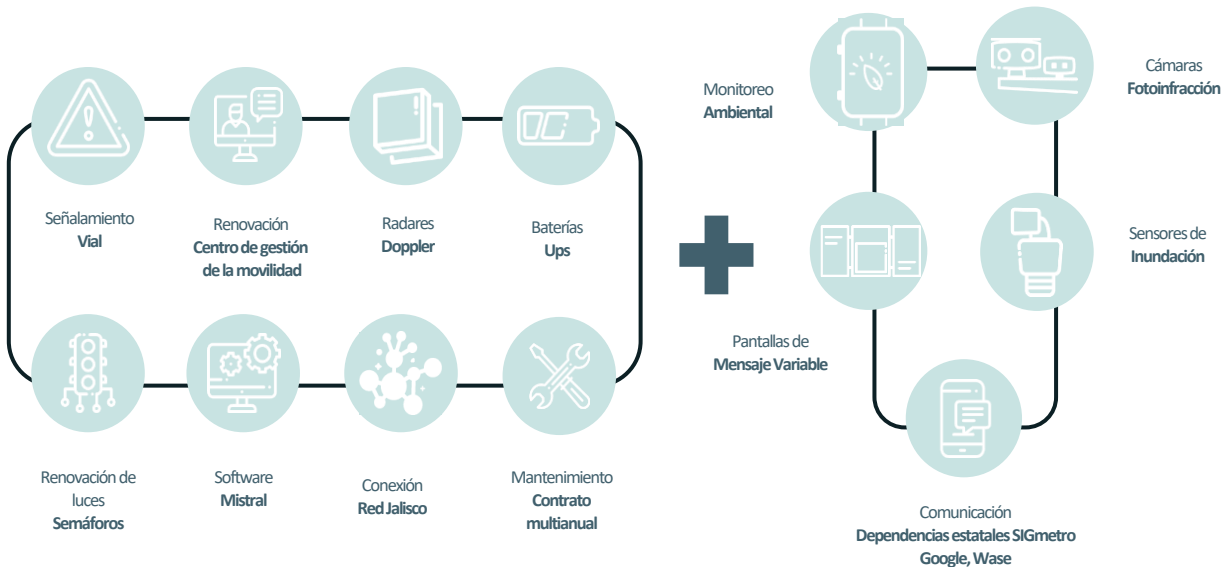 Señalamiento
Vial
Renovación
Centro de gestión
de la movilidad
Radares
Doppler
Baterías
Ups
Renovación de
luces
Semáforos
Software
Mistral
Conexión
Red Jalisco
Mantenimiento
Contrato
multianual
Monitoreo
Ambiental
Cámaras
Fotoinfracción
Pantallas de
Mensaje Variable
Sensores de
Inundación
Comunicación
Dependencias estatales SIGmetro
Google, Wase